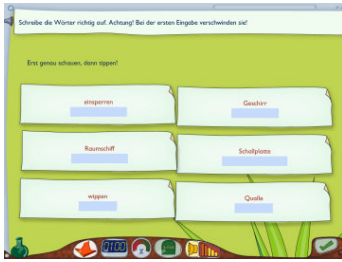 Schreibe die Wörter richtig auf. Achtung! Bei der ersten Eingabe verschwinden sie!
Erst genau schauen, dann tippen!
einsperren
Geschirr
Raumschiff
Schallplatte
wippen
Qualle